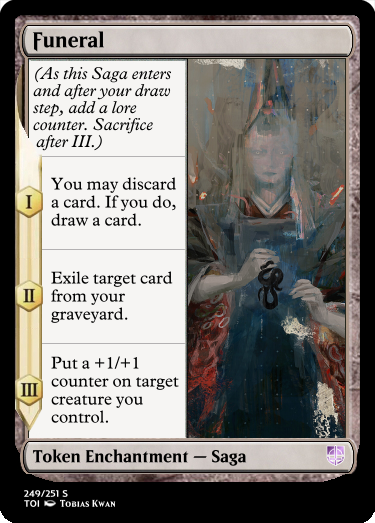 Funeral
(As this Saga enters
and after your draw
step, add a lore
counter. Sacrifice
after III.)
I
You may discard
a card. If you do,
draw a card.
II
Exile target card
from your
graveyard.
III
Put a +1/+1
counter on target
creature you
control.
Token Enchantment — Saga
249/251 S
TOI Tobias Kwan